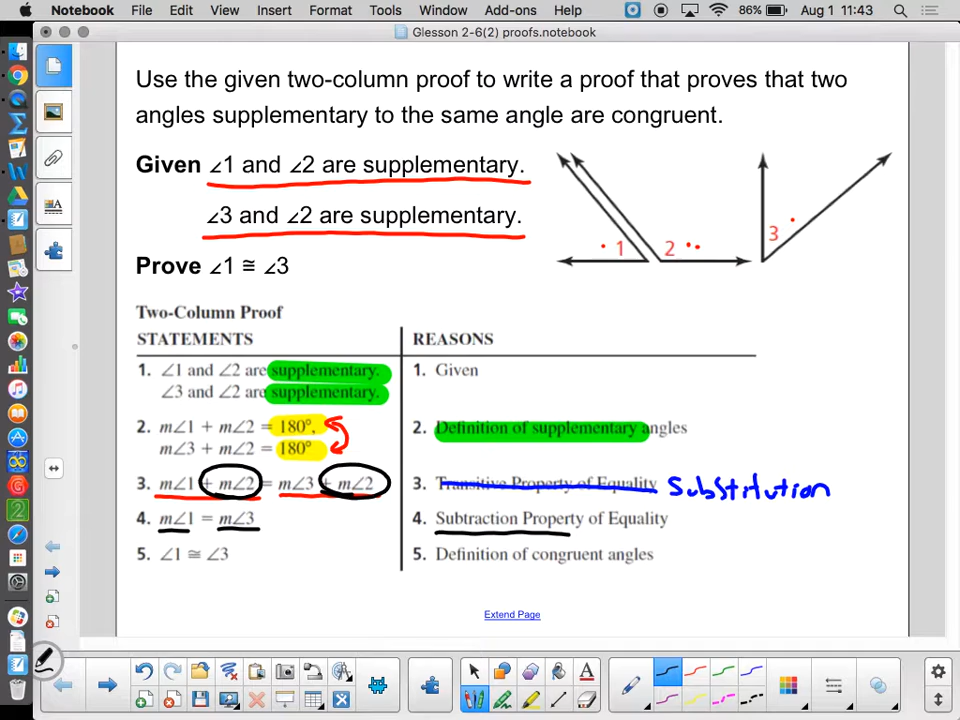 Notebook File Edit View Insert Format Tools Window Add-ons Help 86% Aug 1 11:43
Glesson 2-6(2) proofs.notebook
Use the given two-column proof to write a proof that proves that two
angles supplementary to the same angle are congruent.
Given ∠1 and ∠2 are supplementary.
∠3 and ∠2 are supplementary.
1 2 3
Prove ∠1 ≅ ∠3
Two-Column Proof
STATEMENTS REASONS
1. ∠1 and ∠2 are supplementary. 1. Given
∠3 and ∠2 are supplementary.
2. m∠1 + m∠2 = 180°, 2. Definition of supplementary angles
m∠3 + m∠2 = 180°
3. m∠1 + m∠2 = m∠3 + m∠2 3. Transitive Property of Equality Substitution
4. m∠1 = m∠3 4. Subtraction Property of Equality
5. ∠1 ≅ ∠3 5. Definition of congruent angles
Extend Page